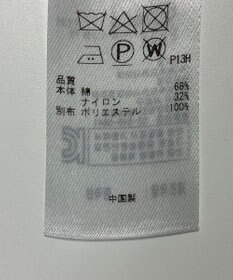 P W P13H
品質
本体 綿 68%
ナイロン 32%
別布 ポリエステル 100%
中国製